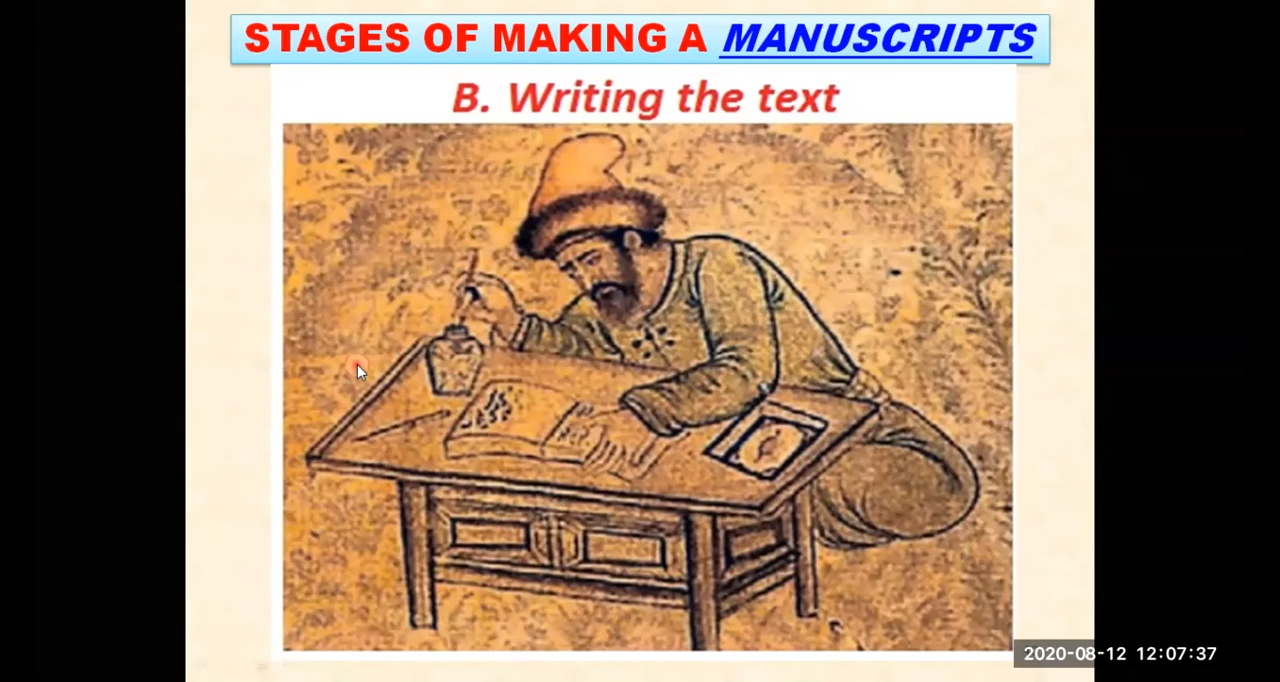 STAGES OF MAKING A MANUSCRIPTS
B. Writing the text
2020-08-12 12:07:37